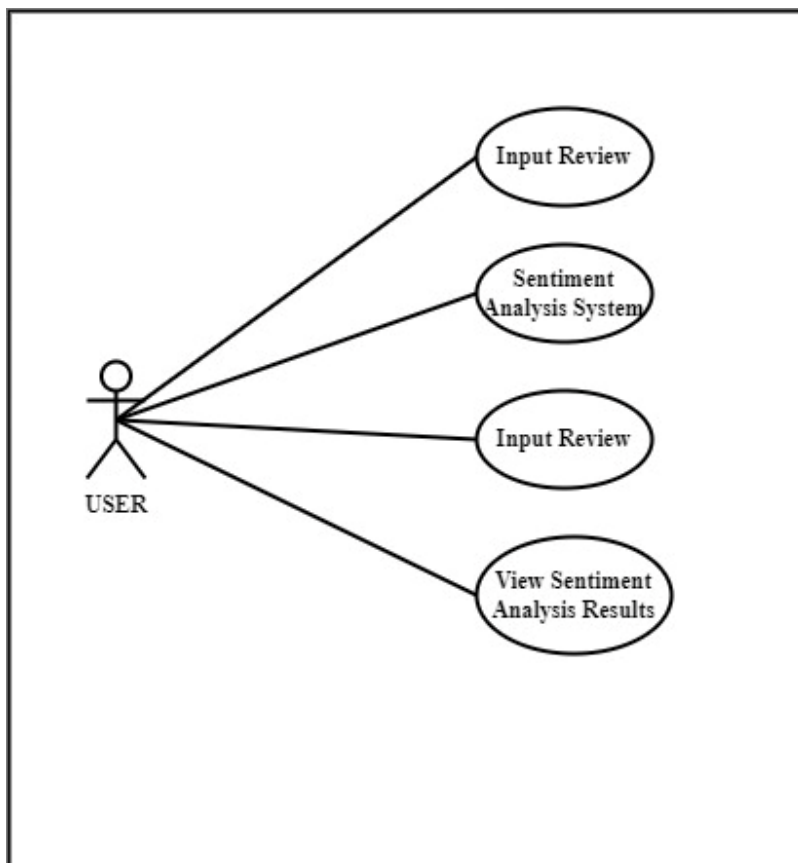 Input Review
Sentiment
Analysis System
Input Review
USER
View Sentiment
Analysis Results